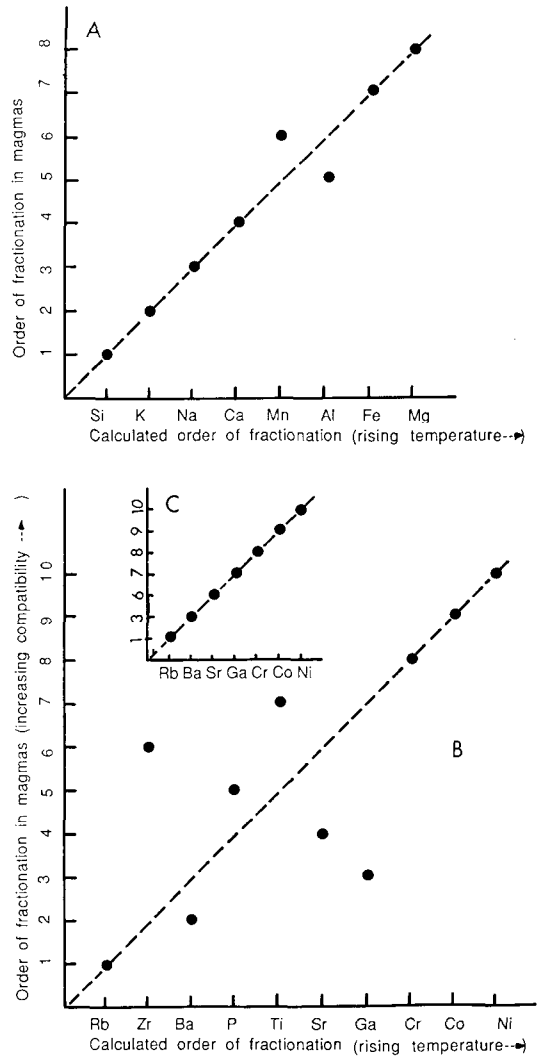 A
Order of fractionation in magmas
8
7
6
5
4
3
2
1
Si K Na Ca Mn Al Fe Mg
Calculated order of fractionation (rising temperature-->)
C
10
9
8
7
6
3
1
Rb Ba Sr Ga Cr Co Ni
Order of fractionation in magmas (increasing compatibility -->)
10
9
8
7
6
5
4
3
2
1
B
Rb Zr Ba P Ti Sr Ga Cr Co Ni
Calculated order of fractionation (rising temperature-->)